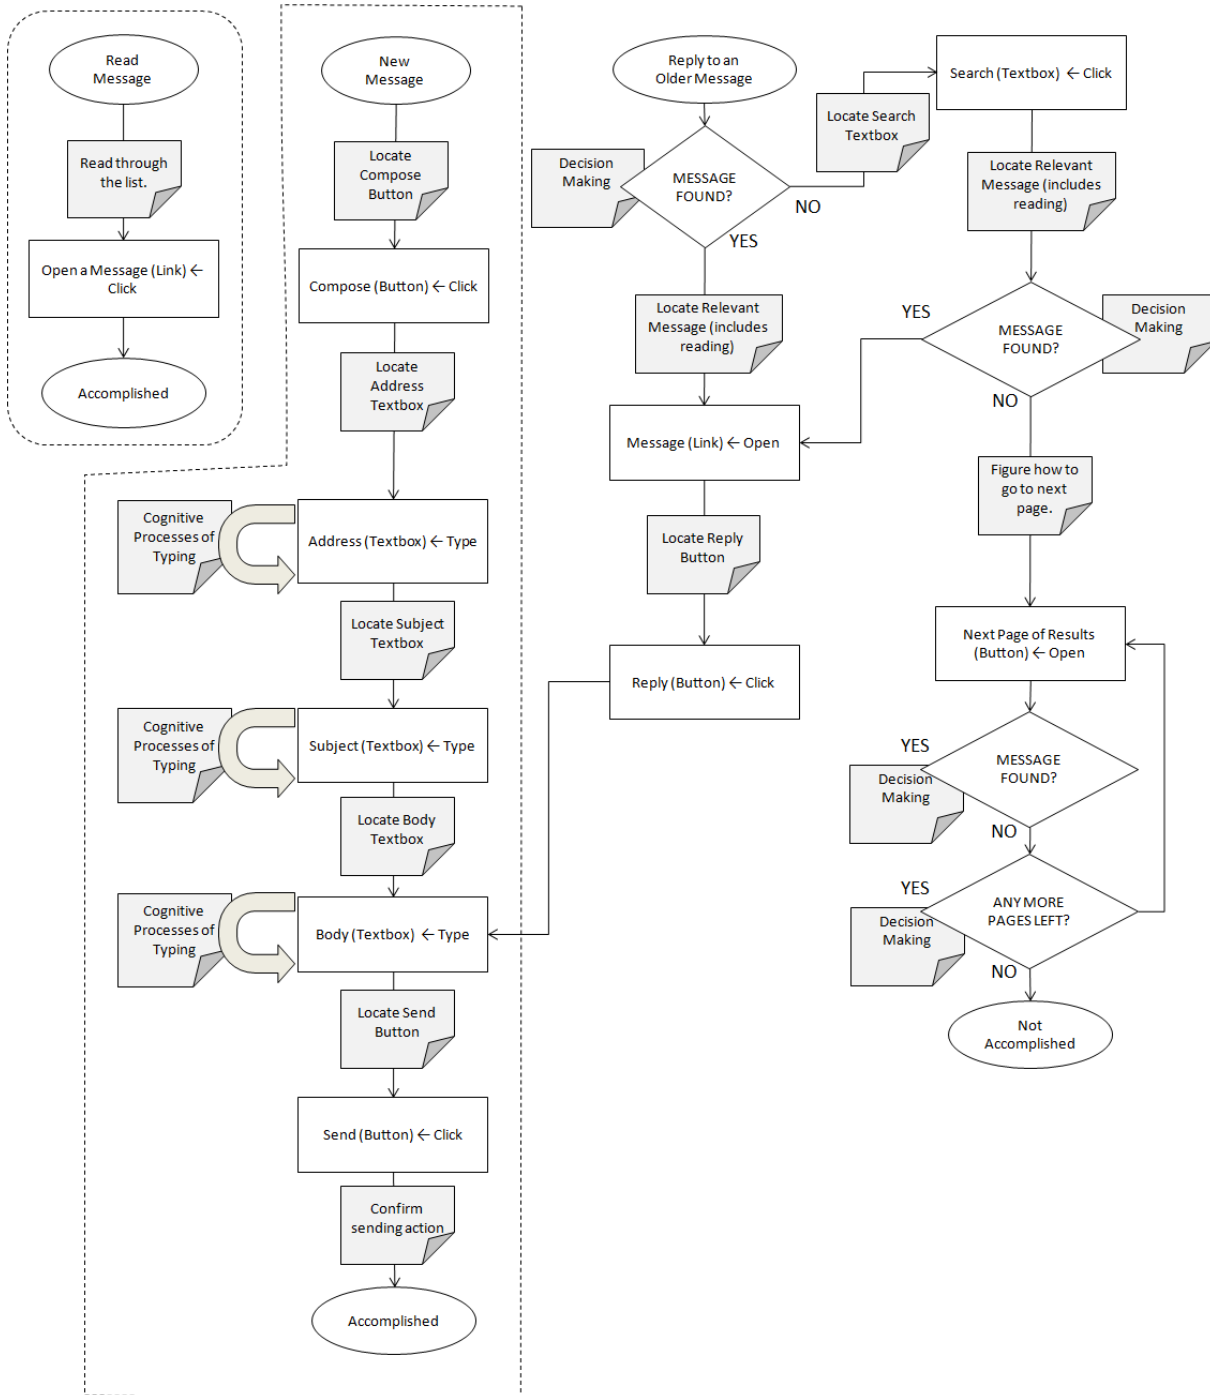 Read
Message
Read through
the list.
Open a Message (Link) ←
Click
Accomplished
New
Message
Locate
Compose
Button
Compose (Button) ← Click
Locate
Address
Textbox
Cognitive
Processes of
Typing
Address (Textbox) ← Type
Locate Subject
Textbox
Cognitive
Processes of
Typing
Subject (Textbox) ← Type
Locate Body
Textbox
Cognitive
Processes of
Typing
Body (Textbox) ← Type
Locate Send
Button
Send (Button) ← Click
Confirm
sending action
Accomplished
Reply to an
Older Message
Decision
Making
MESSAGE
FOUND?
NO
YES
Locate Relevant
Message (includes
reading)
Message (Link) ← Open
Locate Reply
Button
Reply (Button) ← Click
Locate Search
Textbox
Search (Textbox) ← Click
Locate Relevant
Message (includes
reading)
YES
MESSAGE
FOUND?
Decision
Making
NO
Figure how to
go to next
page.
Next Page of Results
(Button) ← Open
YES
MESSAGE
FOUND?
Decision
Making
NO
YES
ANY MORE
PAGES LEFT?
Decision
Making
NO
Not
Accomplished